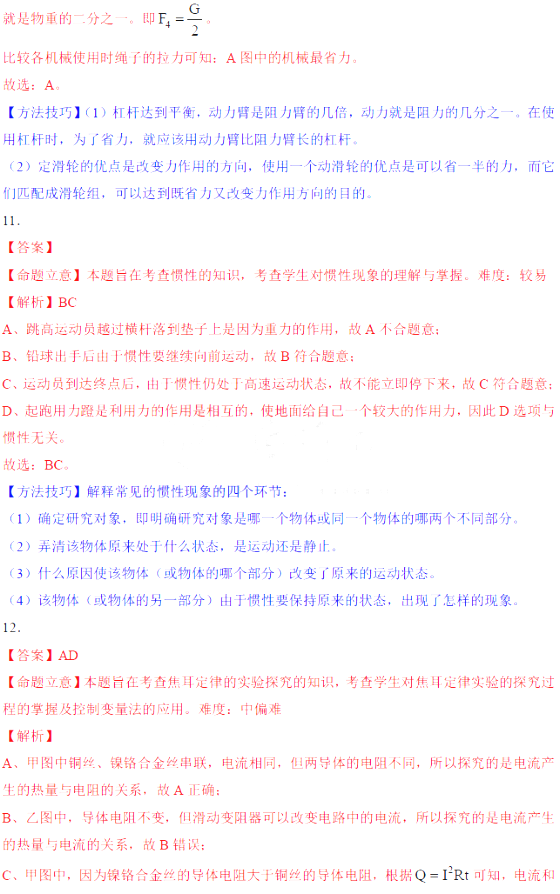 就是物重的二分之一。即F₄=G/2。
比较各机械使用时绳子的拉力可知：A图中的机械最省力。
故选：A。
【方法技巧】（1）杠杆达到平衡，动力臂是阻力臂的几倍，动力就是阻力的几分之一。在使
用杠杆时，为了省力，就应该用动力臂比阻力臂长的杠杆。
（2）定滑轮的优点是改变力作用的方向，使用一个动滑轮的优点是可以省一半的力，而它
们匹配成滑轮组，可以达到既省力又改变力作用方向的目的。
11.
【答案】
【命题立意】本题旨在考查惯性的知识，考查学生对惯性现象的理解与掌握。难度：较易
【解析】BC
A、跳高运动员越过横杆落到垫子上是因为重力的作用，故A不合题意；
B、铅球出手后由于惯性要继续向前运动，故B符合题意；
C、运动员到达终点后，由于惯性仍处于高速运动状态，故不能立即停下来，故C符合题意；
D、起跑用力蹬是利用力的作用是相互的，使地面给自己一个较大的作用力，因此D选项与
惯性无关。
故选：BC。
【方法技巧】解释常见的惯性现象的四个环节：
（1）确定研究对象，即明确研究对象是哪一个物体或同一个物体的哪两个不同部分。
（2）弄清该物体原来处于什么状态，是运动还是静止。
（3）什么原因使该物体（或物体的哪个部分）改变了原来的运动状态。
（4）该物体（或物体的另一部分）由于惯性要保持原来的状态，出现了怎样的现象。
12.
【答案】AD
【命题立意】本题旨在考查焦耳定律的实验探究的知识，考查学生对焦耳定律实验的探究过
程的掌握及控制变量法的应用。难度：中偏难
【解析】
A、甲图中铜丝、镍铬合金丝串联，电流相同，但两导体的电阻不同，所以探究的是电流产
生的热量与电阻的关系，故A正确；
B、乙图中，导体电阻不变，但滑动变阻器可以改变电路中的电流，所以探究的是电流产生
的热量与电流的关系，故B错误；
C、甲图中，因为镍铬合金丝的导体电阻大于铜丝的导体电阻，根据Q=I²Rt可知，电流和